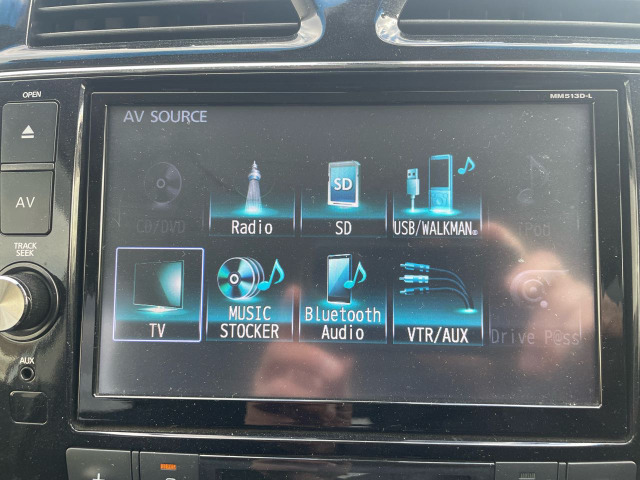 OPEN
MM513D-L
AV SOURCE
AV
CD/DVD
Radio
SD
SD
USB/WALKMAN®
iPod
TRACK
SEEK
TV
MUSIC
STOCKER
Bluetooth
Audio
VTR/AUX
Drive P@ss
AUX